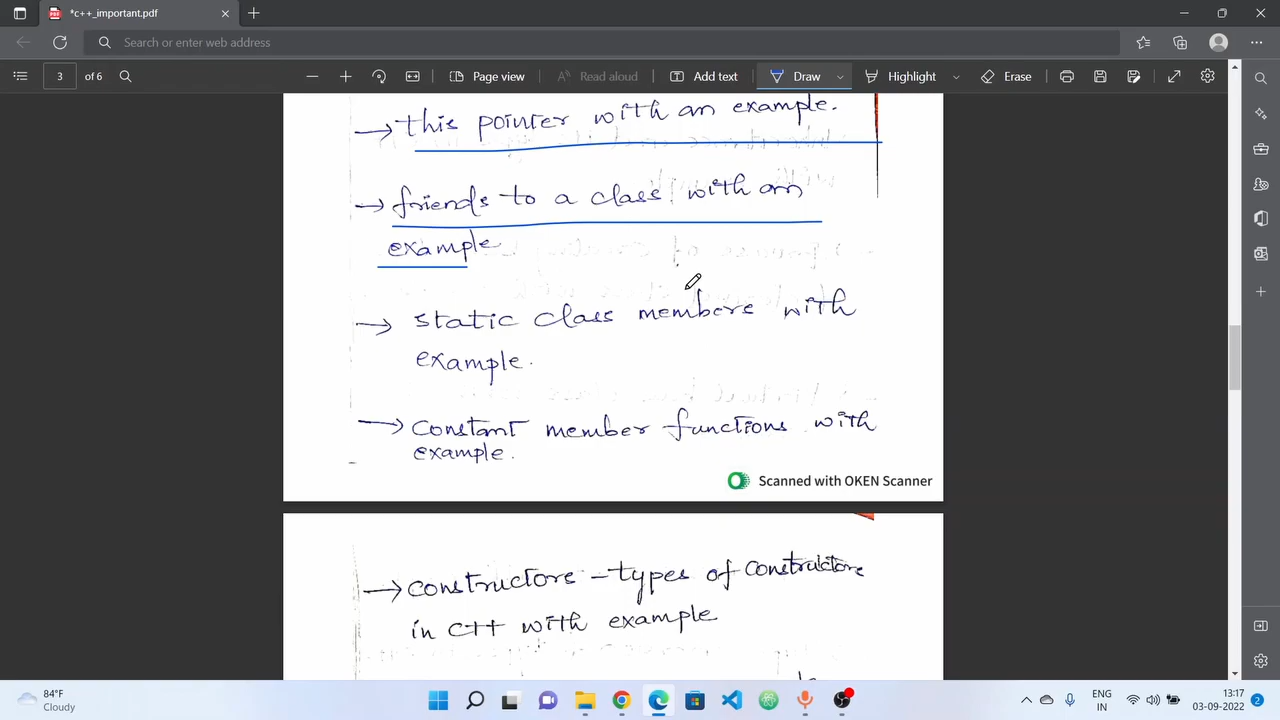 *c++_important.pdf
Search or enter web address
3 of 6
Page view
Read aloud
Add text
Draw
Highlight
Erase
→ this pointer with an example.
→ friends to a class with an
example
→ static class members with
example.
→ Constant member functions with
example.
Scanned with OKEN Scanner
→ constructors - types of constructors
in C++ with example
84°F
Cloudy
ENG
IN
13:17
03-09-2022
2